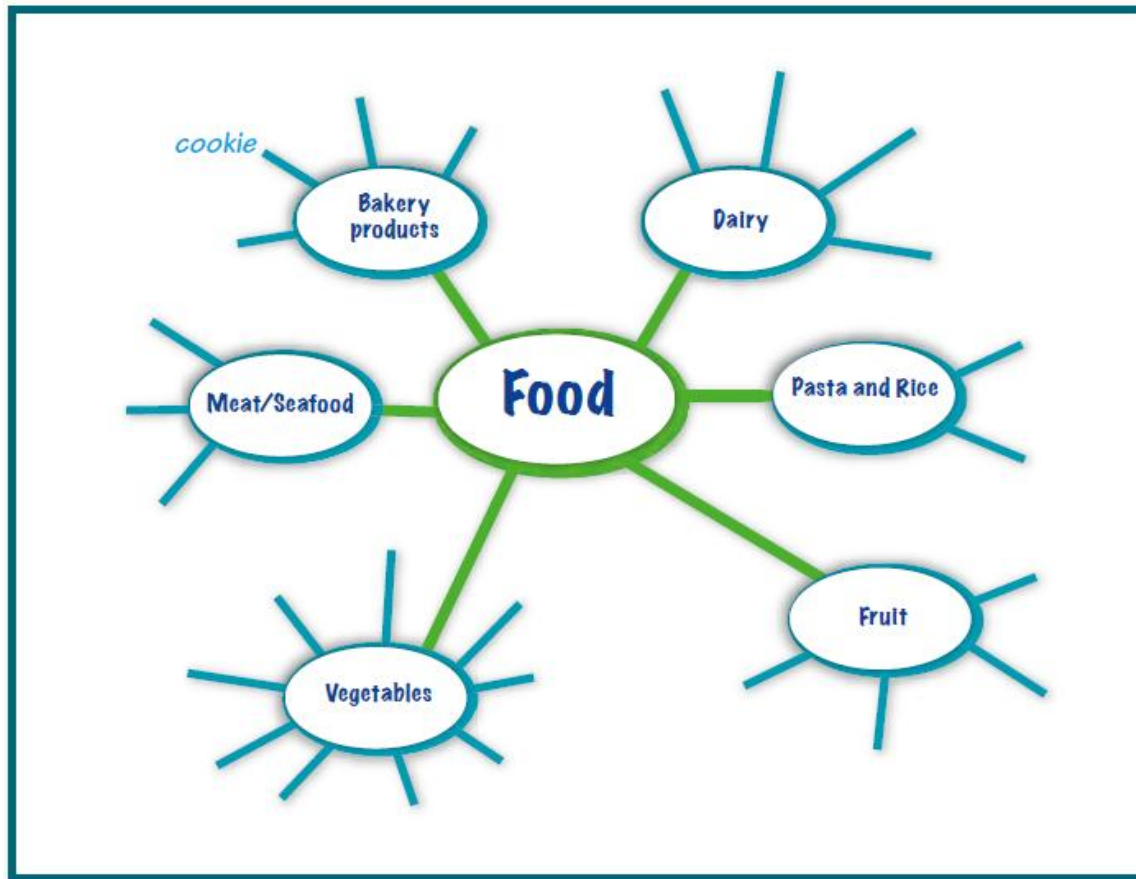 cookie
Bakery
products
Dairy
Meat/Seafood
Food
Pasta and Rice
Fruit
Vegetables